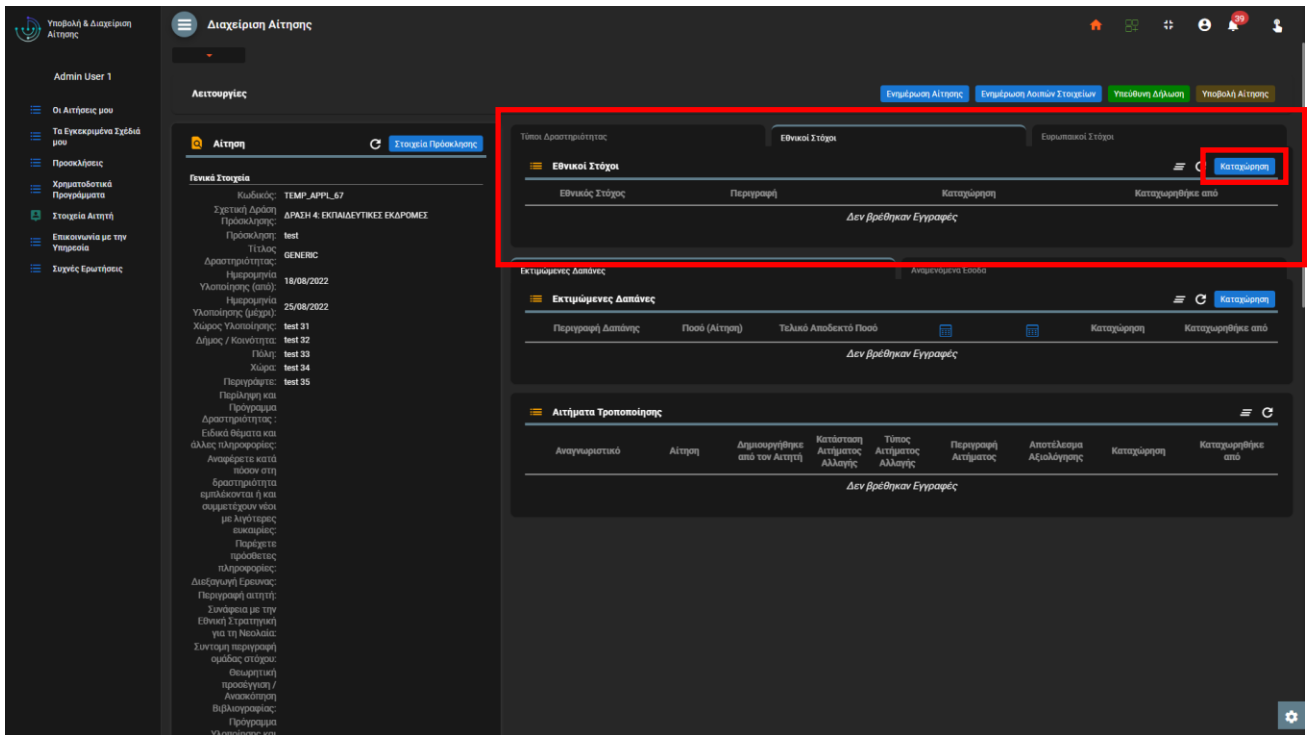 Υποβολή & Διαχείριση
Αίτησης
Διαχείριση Αίτησης
39
Admin User 1
Οι Αιτήσεις μου
Τα Εγκεκριμένα Σχέδιά
μου
Προσκλήσεις
Χρηματοδοτικά
Προγράμματα
Στοιχεία Αιτητή
Επικοινωνία με την
Υπηρεσία
Συχνές Ερωτήσεις
Λειτουργίες
Ενημέρωση Αίτησης
Ενημέρωση Λοιπών Στοιχείων
Υπεύθυνη Δήλωση
Υποβολή Αίτησης
Αίτηση
Στοιχεία Πρόσκλησης
Γενικά Στοιχεία
Κωδικός: TEMP_APPL_67
Σχετική Δράση
Πρόσκλησης: ΔΡΑΣΗ 4: ΕΚΠΑΙΔΕΥΤΙΚΕΣ ΕΚΔΡΟΜΕΣ
Πρόσκληση: test
Τίτλος
Δραστηριότητας: GENERIC
Ημερομηνία
Υλοποίησης (από): 18/08/2022
Ημερομηνία
Υλοποίησης (μέχρι): 25/08/2022
Χώρος Υλοποίησης: test 31
Δήμος / Κοινότητα: test 32
Πόλη: test 33
Χώρα: test 34
Περιγράψτε: test 35
Περίληψη και
Πρόγραμμα
Δραστηριότητας :
Ειδικά θέματα και
άλλες πληροφορίες:
Αναφέρετε κατά
πόσον στη
δραστηριότητα
εμπλέκονται ή και
συμμετέχουν νέοι
με λιγότερες
ευκαιρίες:
Παρέχετε
πρόσθετες
πληροφορίες:
Διεξαγωγή Ερευνας:
Περιγραφή αιτητή:
Συνάφεια με την
Εθνική Στρατηγική
για τη Νεολαία:
Συντομη περιγραφή
ομάδας στόχου:
Θεωρητική
προσέγγιση /
Ανασκόπηση
Βιβλιογραφίας:
Πρόγραμμα
Υλοποίησης και
Τύποι Δραστηριότητας
Εθνικοί Στόχοι
Ευρωπαικοί Στόχοι
Εθνικοί Στόχοι
Καταχώρηση
Εθνικός Στόχος Περιγραφή Καταχώρηση Καταχωρηθήκε από
Δεν βρέθηκαν Εγγραφές
Εκτιμώμενες Δαπάνες
Αναμενόμενα Έσοδα
Εκτιμώμενες Δαπάνες
Καταχώρηση
Περιγραφή Δαπάνης Ποσό (Αίτηση) Τελικό Αποδεκτό Ποσό Καταχώρηση Καταχωρηθήκε από
Δεν βρέθηκαν Εγγραφές
Αιτήματα Τροποποίησης
Αναγνωριστικό Αίτηση Δημιουργήθηκε από τον Αιτητή Κατάσταση Αιτήματος Αλλαγής Τύπος Αιτήματος Αλλαγής Περιγραφή Αιτήματος Αποτέλεσμα Αξιολόγησης Καταχώρηση Καταχωρηθήκε από
Δεν βρέθηκαν Εγγραφές